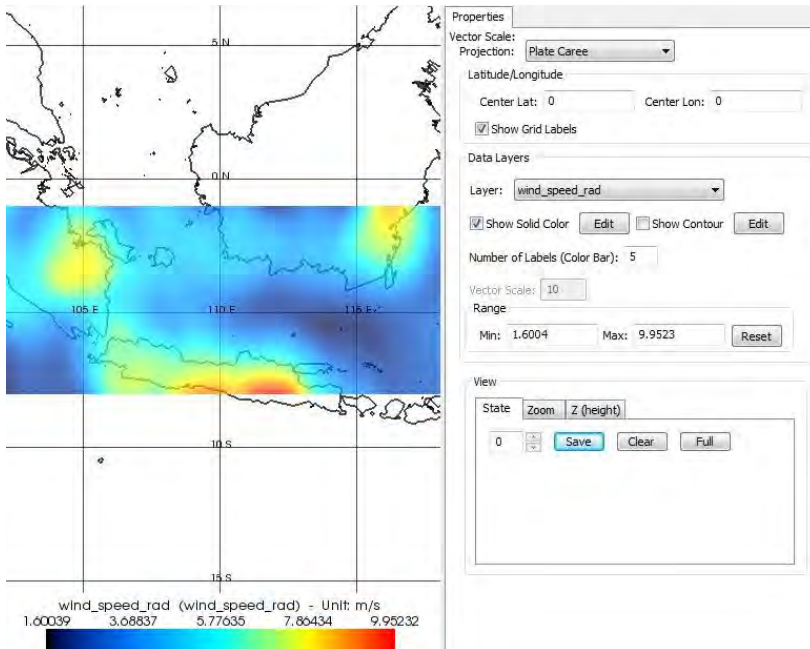 5 N
0 N
105 E
110 E
115 E
10 S
15 S
wind_speed_rad (wind_speed_rad) - Unit: m/s
1.60039 3.68837 5.77635 7.86434 9.95232
Properties
Vector Scale:
Projection: Plate Caree
Latitude/Longitude
Center Lat: 0 Center Lon: 0
Show Grid Labels
Data Layers
Layer: wind_speed_rad
Show Solid Color Edit Show Contour Edit
Number of Labels (Color Bar): 5
Vector Scale: 10
Range
Min: 1.6004 Max: 9.9523 Reset
View
State Zoom Z (height)
0 Save Clear Full